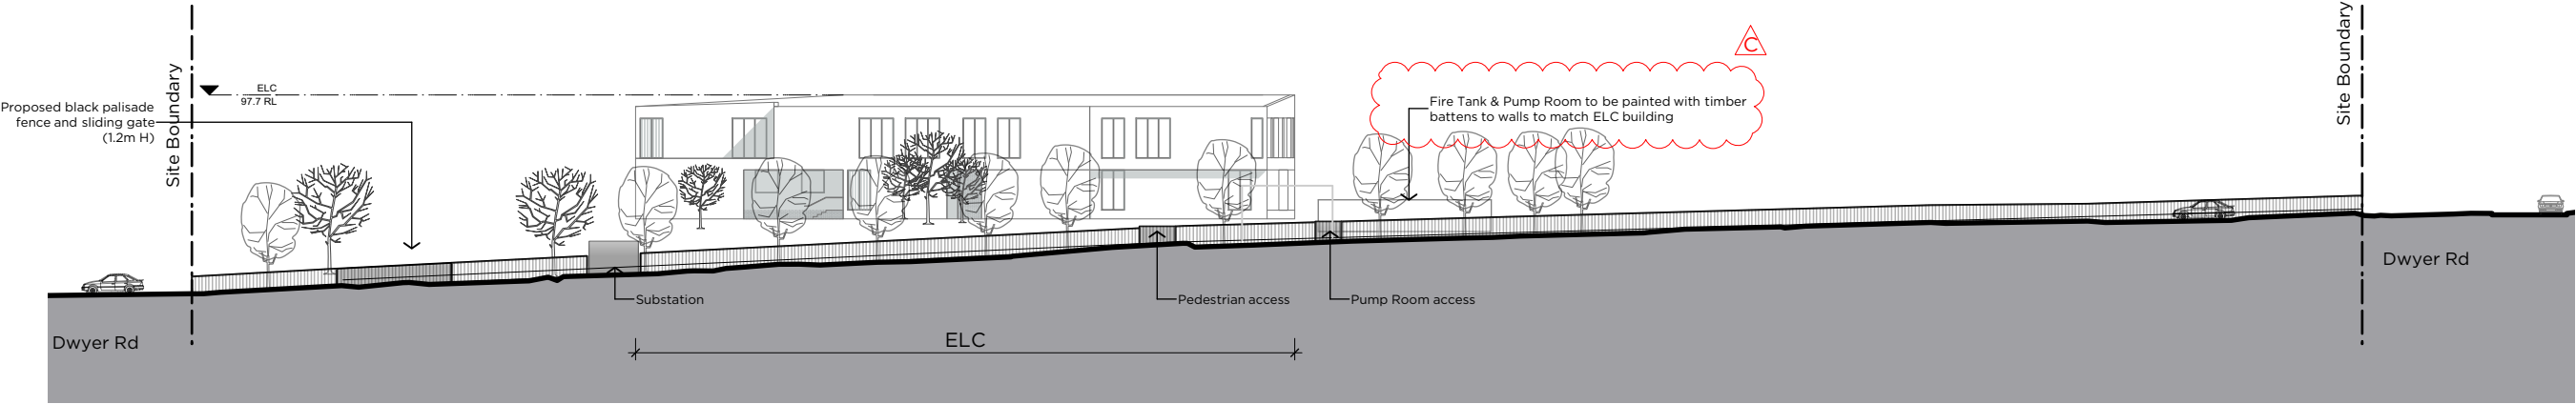 Site Boundary
Proposed black palisade
fence and sliding gate
(1.2m H)
ELC
97.7 RL
C
Fire Tank & Pump Room to be painted with timber
battens to walls to match ELC building
Site Boundary
Substation
Pedestrian access
Pump Room access
Dwyer Rd
ELC
Dwyer Rd